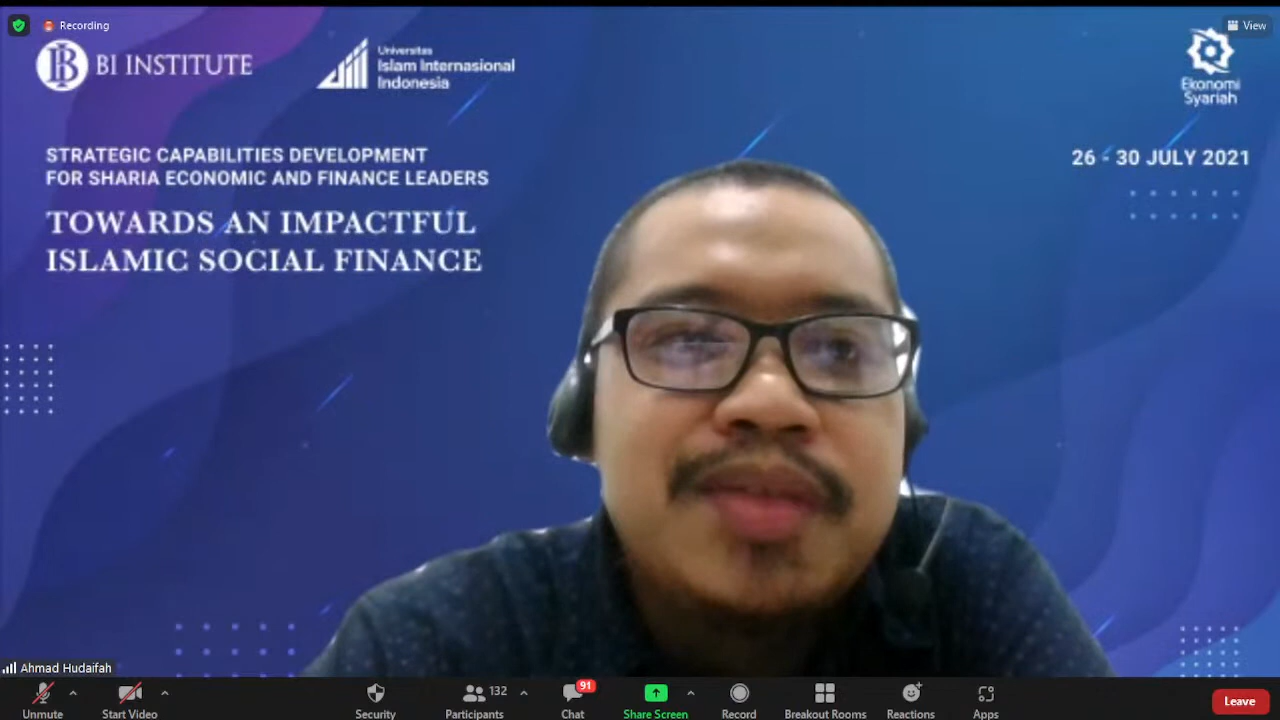 Recording
View
BI INSTITUTE
Universitas
Islam Internasional
Indonesia
Ekonomi
Syariah
STRATEGIC CAPABILITIES DEVELOPMENT
FOR SHARIA ECONOMIC AND FINANCE LEADERS
26 - 30 JULY 2021
TOWARDS AN IMPACTFUL
ISLAMIC SOCIAL FINANCE
Ahmad Hudaifah
132
91
Unmute
Start Video
Security
Participants
Chat
Share Screen
Record
Breakout Rooms
Reactions
Apps
Leave